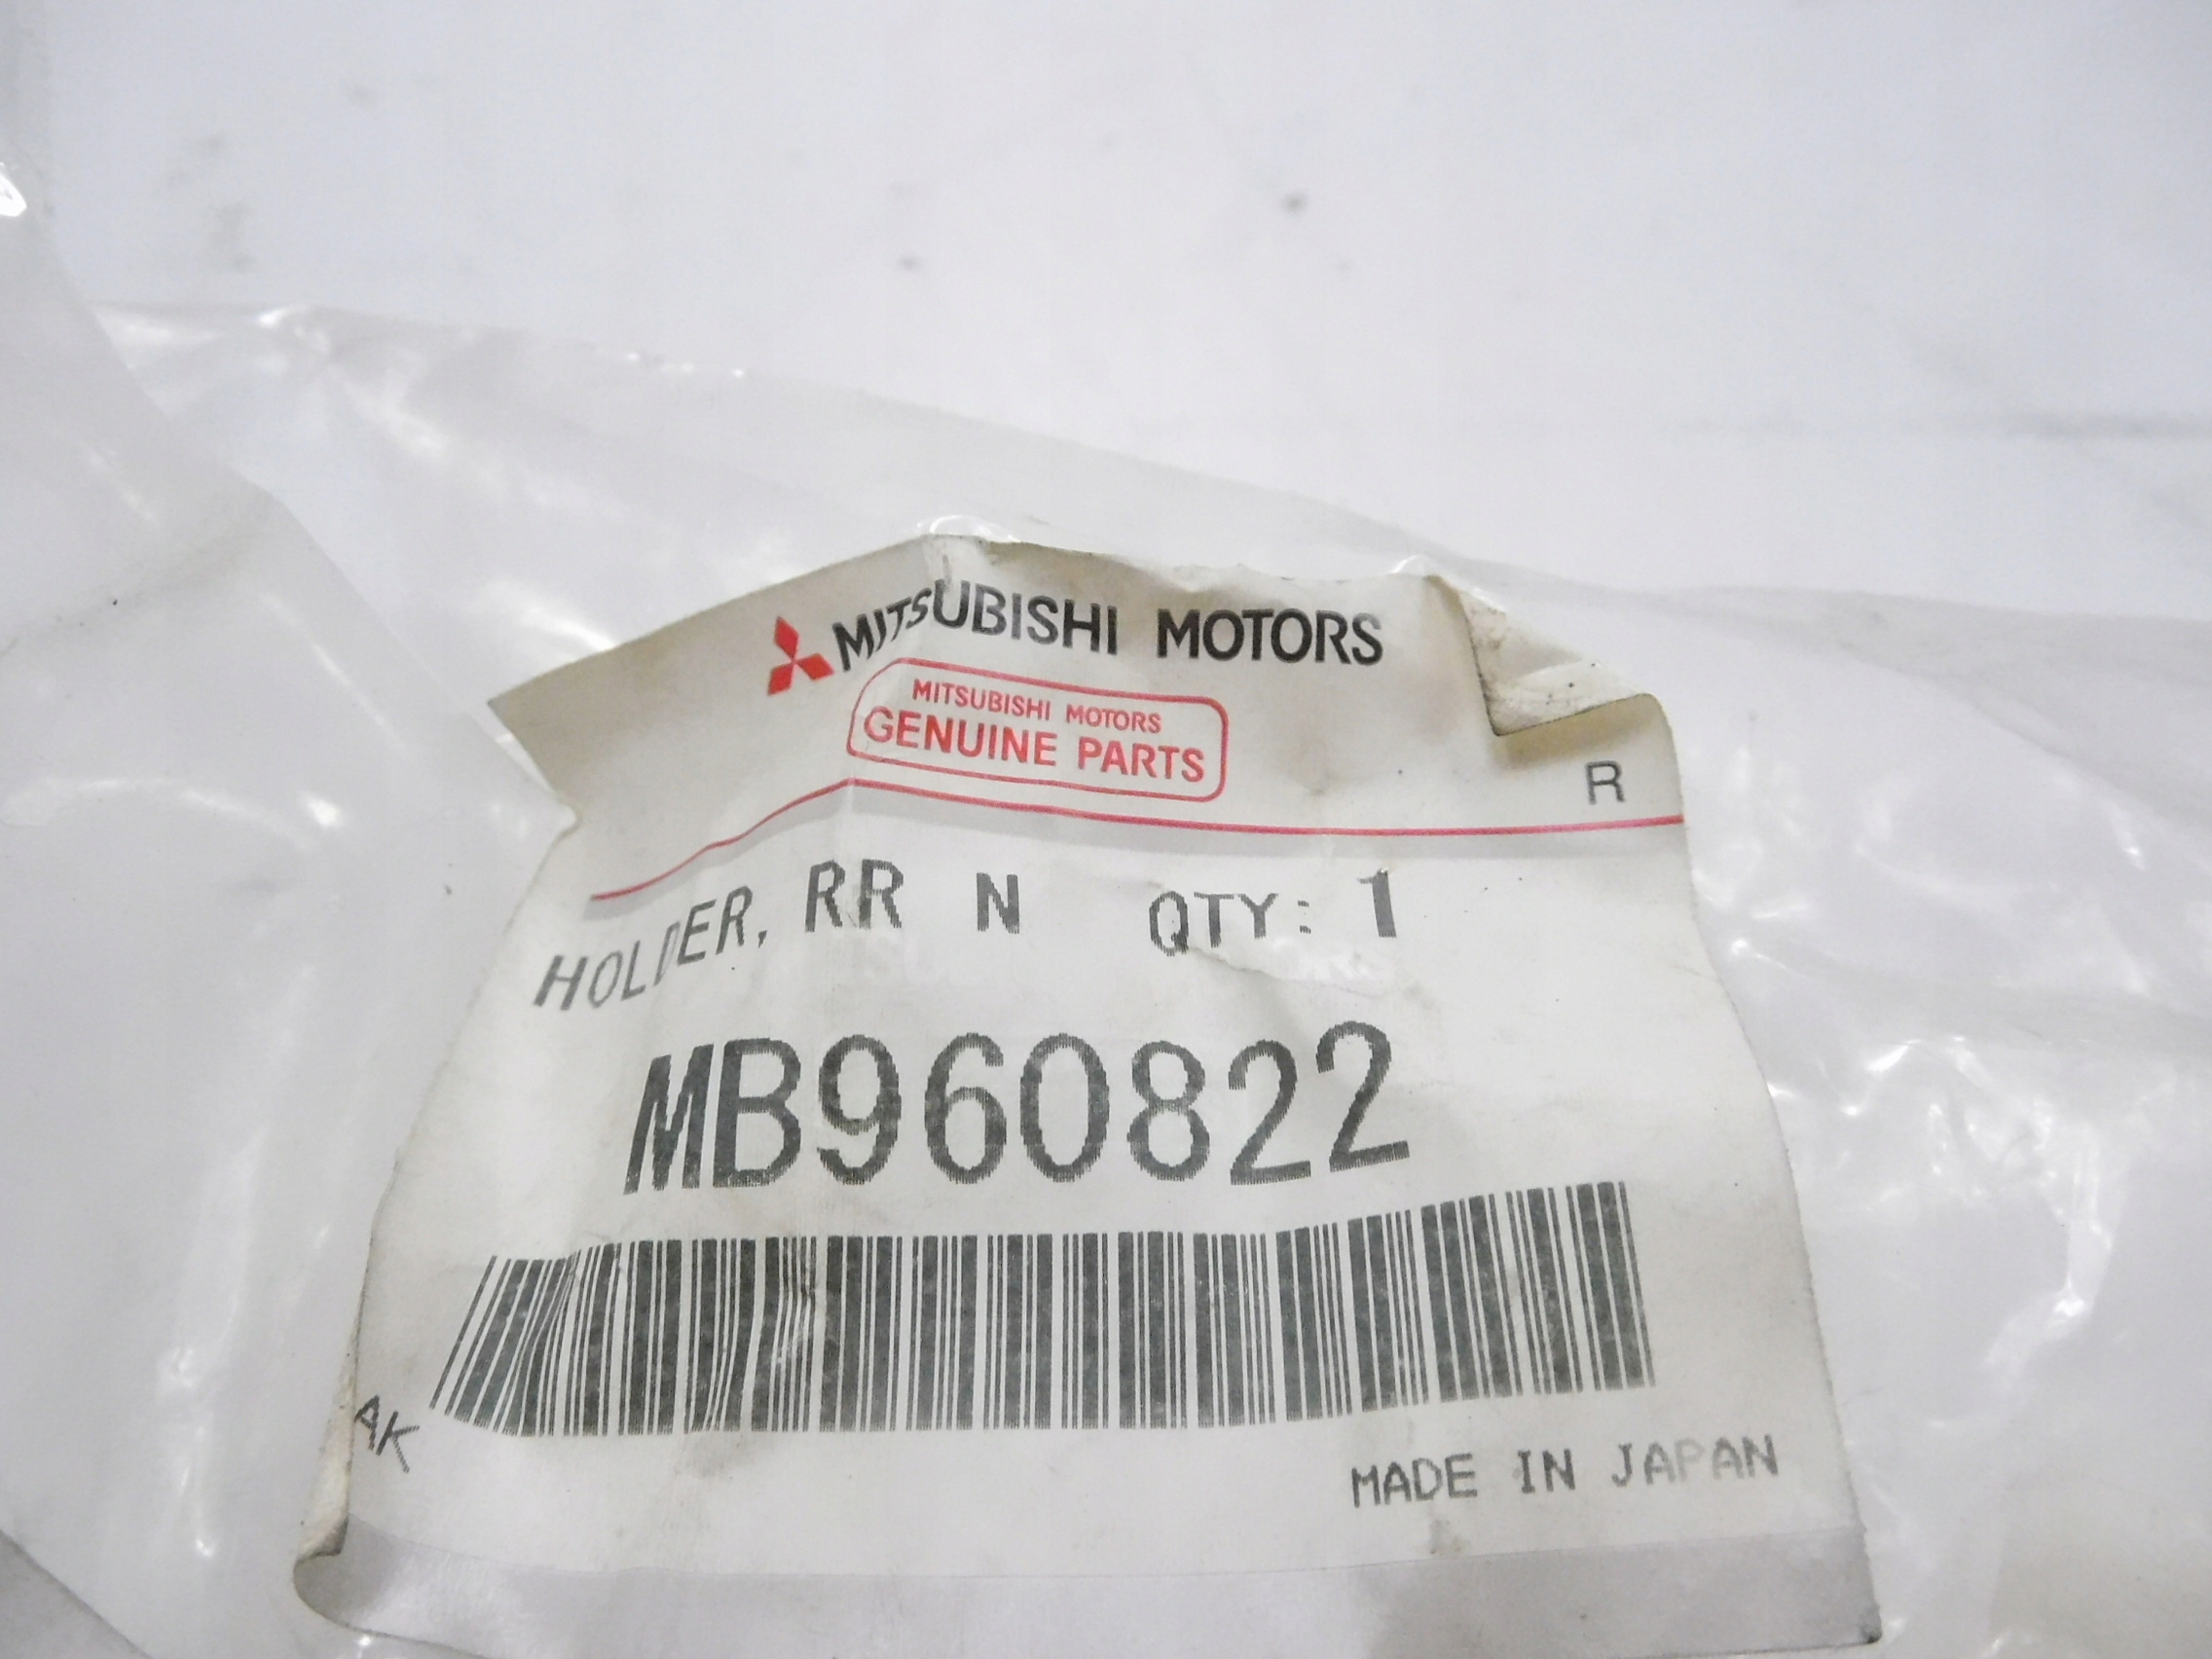 MITSUBISHI MOTORS
MITSUBISHI MOTORS
GENUINE PARTS
R
HOLDER, RR N QTY: 1
MB960822
AK
MADE IN JAPAN